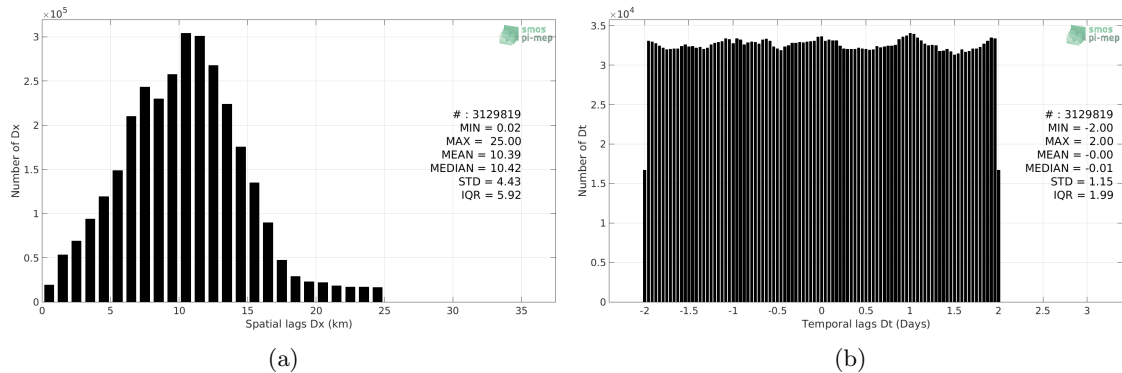 ×10^5
smos
pi-mep
Number of Dx
3
2.5
2
1.5
1
0.5
0
# : 3129819
MIN = 0.02
MAX = 25.00
MEAN = 10.39
MEDIAN = 10.42
STD = 4.43
IQR = 5.92
0 5 10 15 20 25 30 35
Spatial lags Dx (km)
(a)
×10^4
smos
pi-mep
Number of Dt
3.5
3
2.5
2
1.5
1
0.5
0
# : 3129819
MIN = -2.00
MAX = 2.00
MEAN = -0.00
MEDIAN = -0.01
STD = 1.15
IQR = 1.99
-2 -1.5 -1 -0.5 0 0.5 1 1.5 2 2.5 3
Temporal lags Dt (Days)
(b)